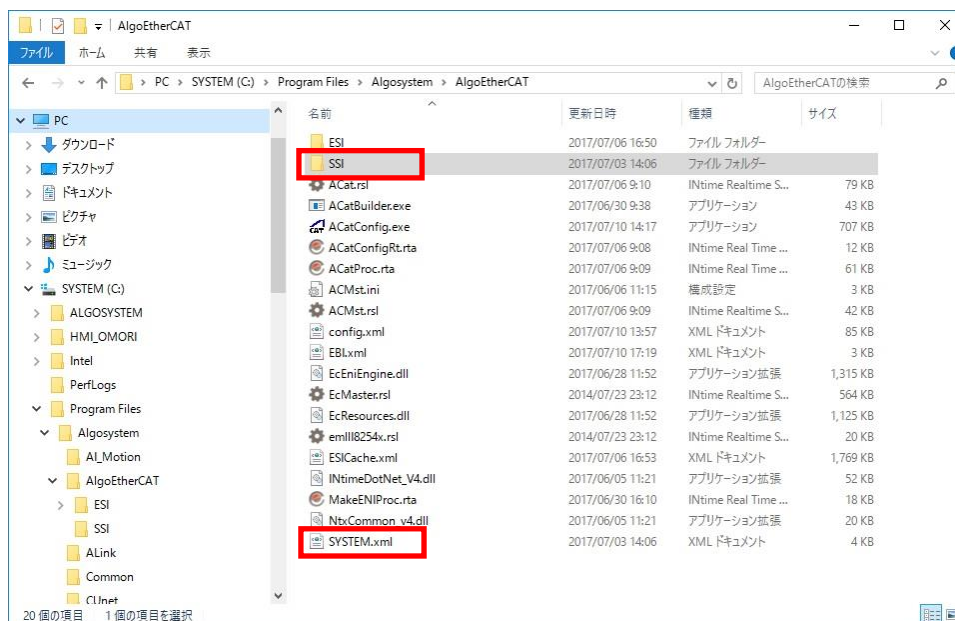 AlgoEtherCAT
ファイル ホーム 共有 表示
PC > SYSTEM (C:) > Program Files > Algosystem > AlgoEtherCAT AlgoEtherCATの検索
PC
ダウンロード
デスクトップ
ドキュメント
ピクチャ
ビデオ
ミュージック
SYSTEM (C:)
ALGOSYSTEM
HMI_OMORI
Intel
PerfLogs
Program Files
Algosystem
AI_Motion
AlgoEtherCAT
ESI
SSI
ALink
Common
CUnet
名前 更新日時 種類 サイズ
ESI 2017/07/06 16:50 ファイル フォルダー
SSI 2017/07/03 14:06 ファイル フォルダー
ACat.rsl 2017/07/06 9:10 INtime Realtime S... 79 KB
ACatBuilder.exe 2017/06/30 9:38 アプリケーション 43 KB
ACatConfig.exe 2017/07/10 14:17 アプリケーション 707 KB
ACatConfigRt.rta 2017/07/06 9:08 INtime Real Time ... 12 KB
ACatProc.rta 2017/07/06 9:09 INtime Real Time ... 61 KB
ACMst.ini 2017/06/06 11:15 構成設定 3 KB
ACMst.rsl 2017/07/06 9:09 INtime Realtime S... 42 KB
config.xml 2017/07/10 13:57 XML ドキュメント 85 KB
EBI.xml 2017/07/10 17:19 XML ドキュメント 3 KB
EcEniEngine.dll 2017/06/28 11:52 アプリケーション拡張 1,315 KB
EcMaster.rsl 2014/07/23 23:12 INtime Realtime S... 564 KB
EcResources.dll 2017/06/28 11:52 アプリケーション拡張 1,125 KB
emllI8254x.rsl 2014/07/23 23:12 INtime Realtime S... 20 KB
ESICache.xml 2017/07/06 16:53 XML ドキュメント 1,769 KB
INtimeDotNet_V4.dll 2017/06/05 11:21 アプリケーション拡張 52 KB
MakeENIProc.rta 2017/06/30 16:10 INtime Real Time ... 18 KB
NtxCommon_v4.dll 2017/06/05 11:21 アプリケーション拡張 20 KB
SYSTEM.xml 2017/07/03 14:06 XML ドキュメント 4 KB
20 個の項目 1 個の項目を選択